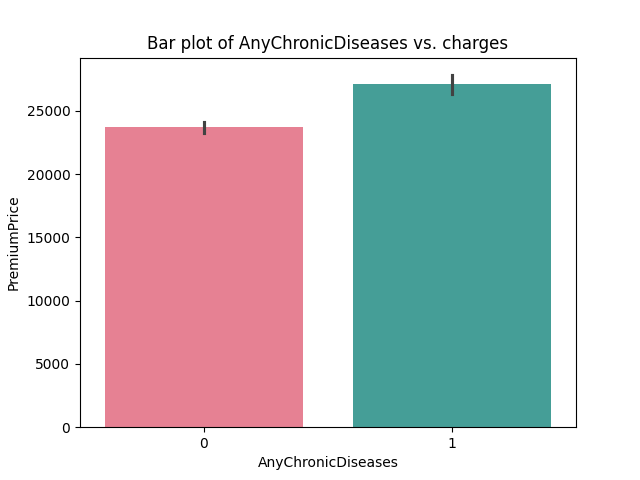 Bar plot of AnyChronicDiseases vs. charges
PremiumPrice
25000
20000
15000
10000
5000
0
0 1
AnyChronicDiseases